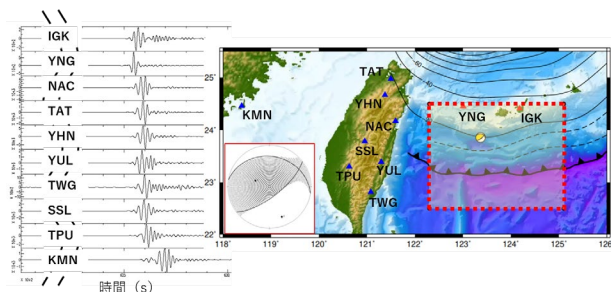 IGK
YNG
NAC
TAT
YHN
YUL
TWG
SSL
TPU
KMN
時間（s）
25°
24°
23°
22°
118°
119°
120°
121°
122°
123°
124°
125°
126°
KMN
TAT
YHN
NAC
SSL
YUL
TPU
TWG
YNG
IGK